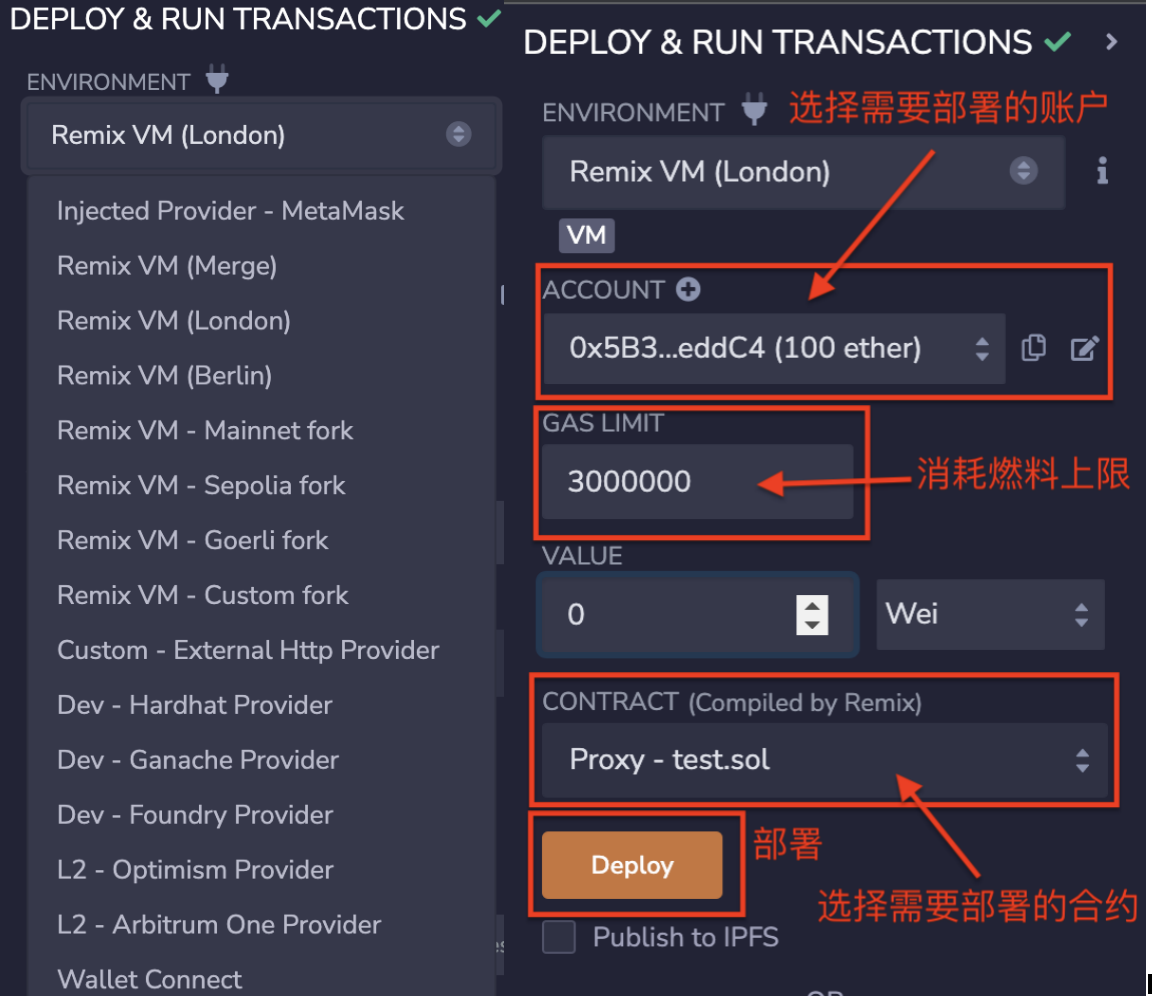 DEPLOY & RUN TRANSACTIONS
ENVIRONMENT
Remix VM (London)
Injected Provider - MetaMask
Remix VM (Merge)
Remix VM (London)
Remix VM (Berlin)
Remix VM - Mainnet fork
Remix VM - Sepolia fork
Remix VM - Goerli fork
Remix VM - Custom fork
Custom - External Http Provider
Dev - Hardhat Provider
Dev - Ganache Provider
Dev - Foundry Provider
L2 - Optimism Provider
L2 - Arbitrum One Provider
Wallet Connect
DEPLOY & RUN TRANSACTIONS
ENVIRONMENT
选择需要部署的账户
Remix VM (London)
VM
ACCOUNT
0x5B3...eddC4 (100 ether)
GAS LIMIT
3000000
消耗燃料上限
VALUE
0
Wei
CONTRACT (Compiled by Remix)
Proxy - test.sol
Deploy
部署
选择需要部署的合约
Publish to IPFS